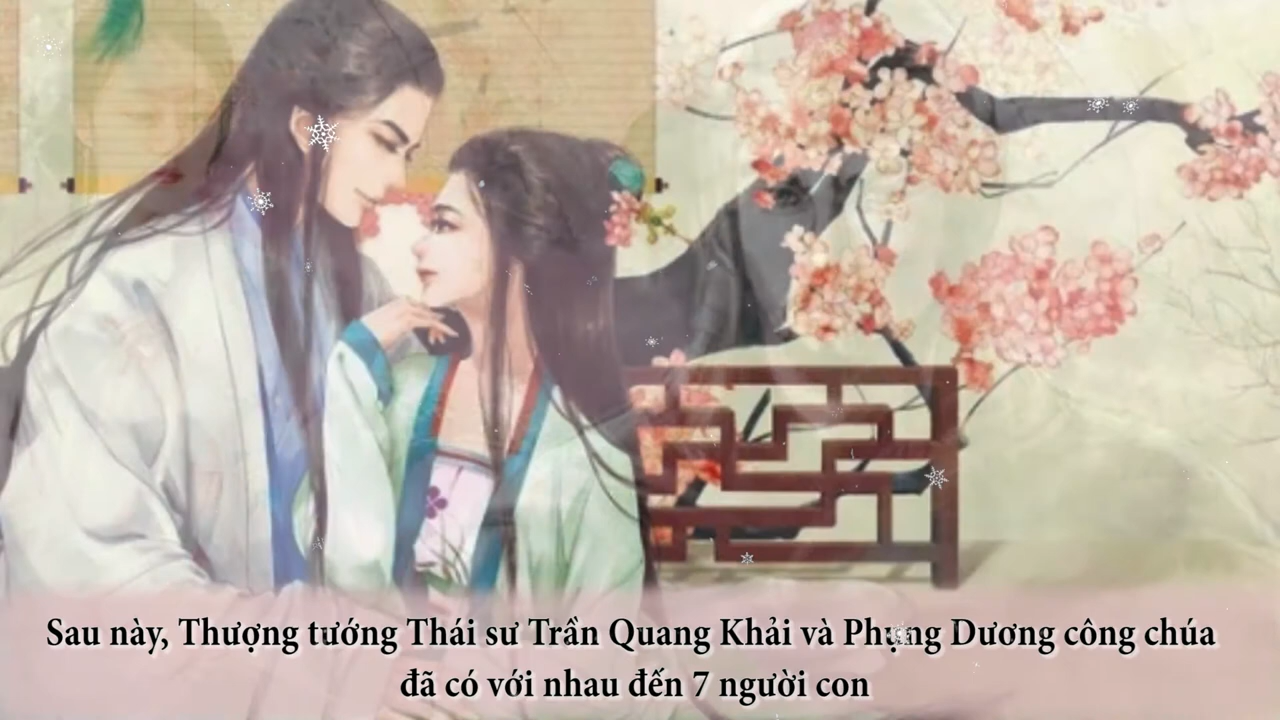 Sau này, Thượng tướng Thái sư Trần Quang Khải và Phụng Dương công chúa
đã có với nhau đến 7 người con